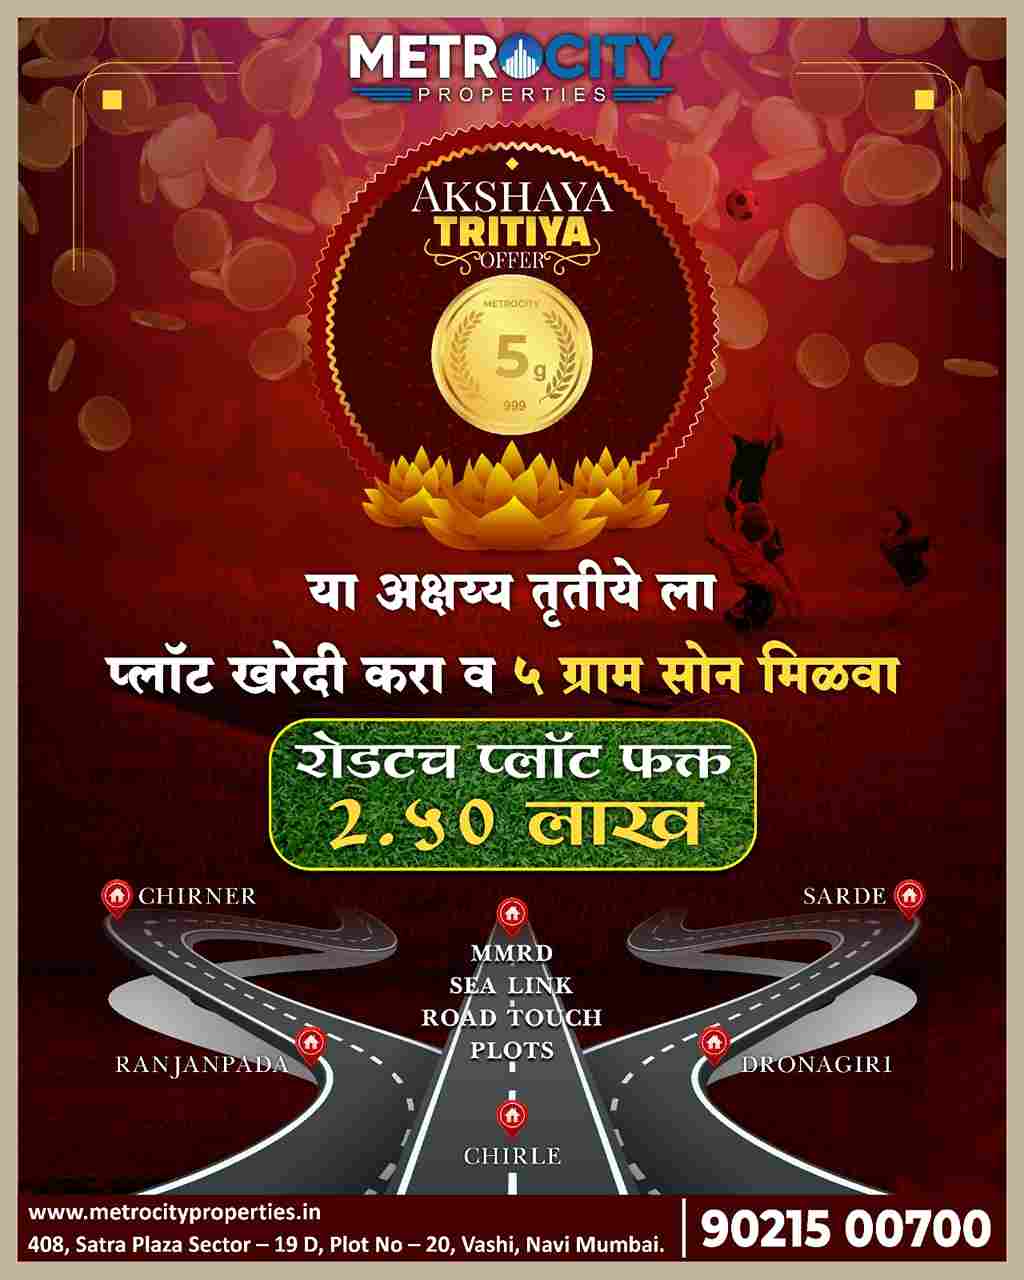 METROCITY
PROPERTIES
AKSHAYA
TRITIYA
OFFER
METROCITY
5 g
999
या अक्षय्य तृतीये ला
प्लॉट खरेदी करा व ५ ग्राम सोन मिळवा
रोडटच प्लॉट फक्त
2.५0 लाख
CHIRNER
SARDE
MMRD
SEA LINK
ROAD TOUCH
PLOTS
RANJANPADA
DRONAGIRI
CHIRLE
www.metrocityproperties.in
408, Satra Plaza Sector – 19 D, Plot No – 20, Vashi, Navi Mumbai.
90215 00700